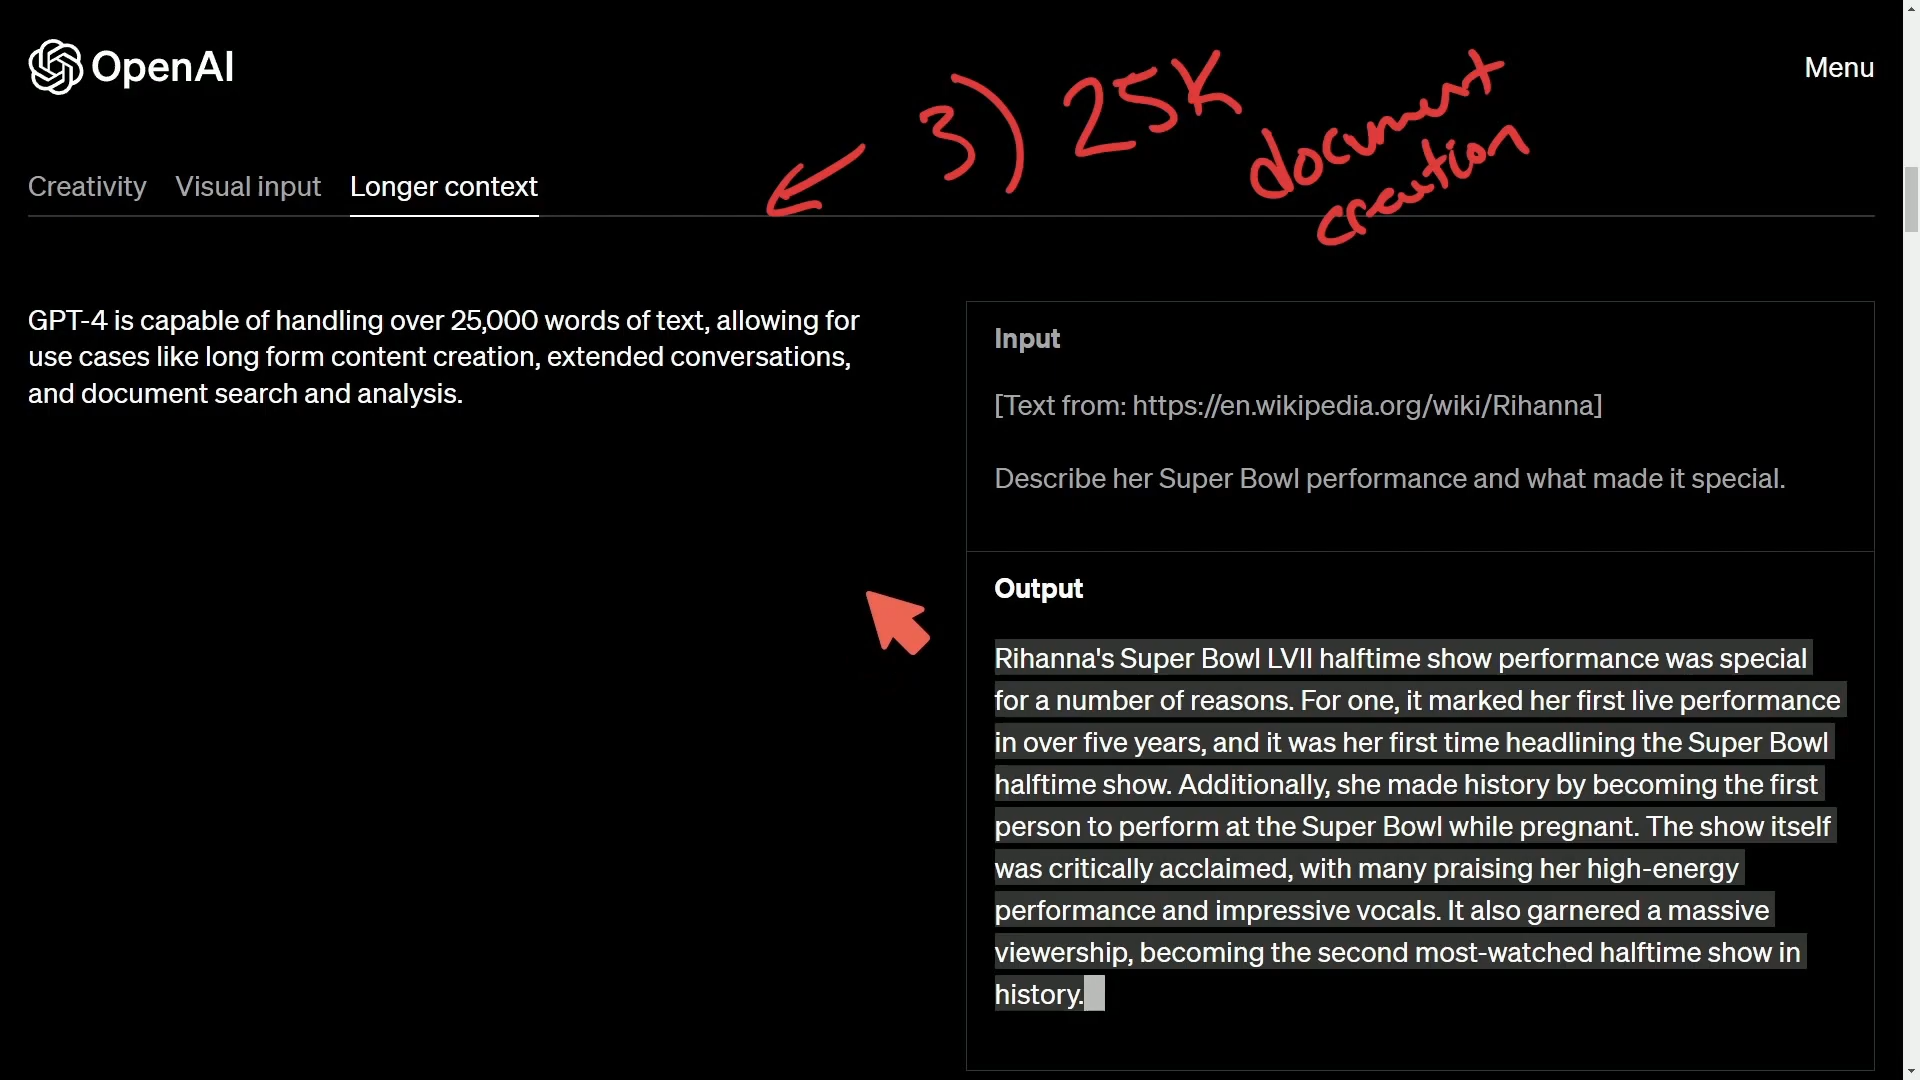 OpenAI
Menu
3) 25K
document
creation
Creativity
Visual input
Longer context
GPT-4 is capable of handling over 25,000 words of text, allowing for
use cases like long form content creation, extended conversations,
and document search and analysis.
Input
[Text from: https://en.wikipedia.org/wiki/Rihanna]
Describe her Super Bowl performance and what made it special.
Output
Rihanna's Super Bowl LVII halftime show performance was special
for a number of reasons. For one, it marked her first live performance
in over five years, and it was her first time headlining the Super Bowl
halftime show. Additionally, she made history by becoming the first
person to perform at the Super Bowl while pregnant. The show itself
was critically acclaimed, with many praising her high-energy
performance and impressive vocals. It also garnered a massive
viewership, becoming the second most-watched halftime show in
history.